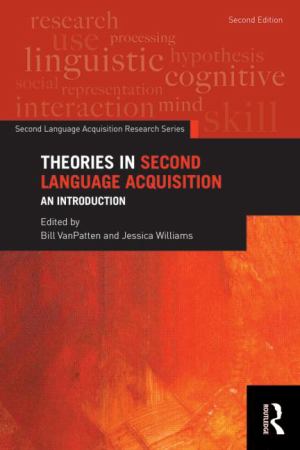 Second Edition
research
use processing
linguistic hypothesis
social representation cognitive
interaction mind skill
Second Language Acquisition Research Series
THEORIES IN SECOND
LANGUAGE ACQUISITION
AN INTRODUCTION
Edited by
Bill VanPatten and Jessica Williams
ROUTLEDGE